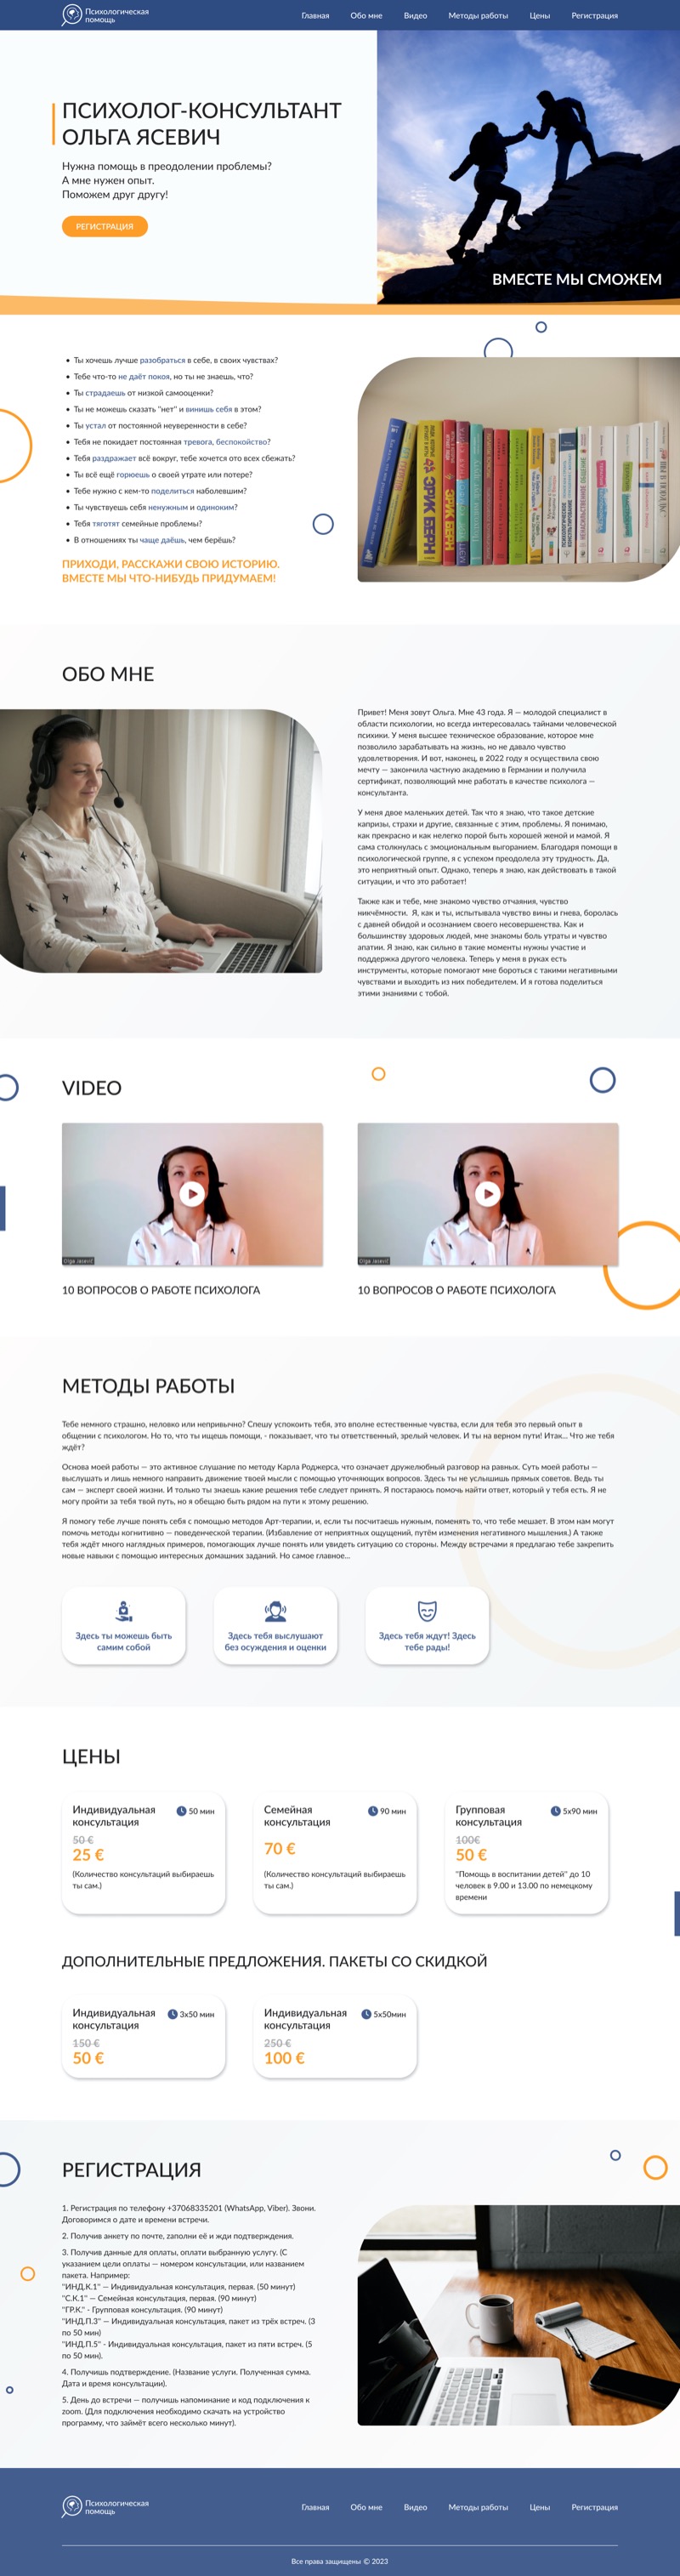 Психологическая
помощь
Главная Обо мне Видео Методы работы Цены Регистрация
ПСИХОЛОГ-КОНСУЛЬТАНТ
ОЛЬГА ЯСЕВИЧ
Нужна помощь в преодолении проблемы?
А мне нужен опыт.
Поможем друг другу!
РЕГИСТРАЦИЯ
ВМЕСТЕ МЫ СМОЖЕМ
• Ты хочешь лучше разобраться в себе, в своих чувствах?
• Тебе что-то не даёт покоя, но ты не знаешь, что?
• Ты страдаешь от низкой самооценки?
• Ты не можешь сказать "нет" и винишь себя в этом?
• Ты устал от постоянной неуверенности в себе?
• Тебя не покидает постоянная тревога, беспокойство?
• Тебя раздражает всё вокруг, тебе хочется ото всех сбежать?
• Ты всё ещё горюешь о своей утрате или потере?
• Тебе нужно с кем-то поделиться наболевшим?
• Ты чувствуешь себя ненужным и одиноким?
• Тебя тяготят семейные проблемы?
• В отношениях ты чаще даёшь, чем берёшь?
ПРИХОДИ, РАССКАЖИ СВОЮ ИСТОРИЮ.
ВМЕСТЕ МЫ ЧТО-НИБУДЬ ПРИДУМАЕМ!
ЭРИК БЕРН
ЭРИК БЕРН
ОБО МНЕ
Привет! Меня зовут Ольга. Мне 43 года. Я — молодой специалист в
области психологии, но всегда интересовалась тайнами человеческой
психики. У меня высшее техническое образование, которое мне
позволило зарабатывать на жизнь, но не давало чувство
удовлетворения. И вот, наконец, в 2022 году я осуществила свою
мечту — закончила частную академию в Германии и получила
сертификат, позволяющий мне работать в качестве психолога —
консультанта.
У меня двое маленьких детей. Так что я знаю, что такое детские
капризы, страхи и другие, связанные с этим, проблемы. Я понимаю,
как прекрасно и как нелегко порой быть хорошей женой и мамой. Я
сама столкнулась с эмоциональным выгоранием. Благодаря помощи в
психологической группе, я с успехом преодолела эту трудность. Да,
это неприятный опыт. Однако, теперь я знаю, как действовать в такой
ситуации, и что это работает!
Также как и тебе, мне знакомо чувство отчаяния, чувство
никчёмности. Я, как и ты, испытывала чувство вины и гнева, боролась
с давней обидой и осознанием своего несовершенства. Как и
большинству здоровых людей, мне знакомы боль утраты и чувство
апатии. Я знаю, как сильно в такие моменты нужны участие и
поддержка другого человека. Теперь у меня в руках есть
инструменты, которые помогают мне бороться с такими негативными
чувствами и выходить из них победителем. И я готова поделиться
этими знаниями с тобой.
VIDEO
Olga Jasevič
Olga Jasevič
10 ВОПРОСОВ О РАБОТЕ ПСИХОЛОГА
10 ВОПРОСОВ О РАБОТЕ ПСИХОЛОГА
МЕТОДЫ РАБОТЫ
Тебе немного страшно, неловко или непривычно? Спешу успокоить тебя, это вполне естественные чувства, если для тебя это первый опыт в
общении с психологом. Но то, что ты ищешь помощи, - показывает, что ты ответственный, зрелый человек. И ты на верном пути! Итак... Что же тебя
ждёт?
Основа моей работы — это активное слушание по методу Карла Роджерса, что означает дружелюбный разговор на равных. Суть моей работы —
выслушать и лишь немного направить движение твоей мысли с помощью уточняющих вопросов. Здесь ты не услышишь прямых советов. Ведь ты
сам — эксперт своей жизни. И только ты знаешь какие решения тебе следует принять. Я постараюсь помочь найти ответ, который у тебя есть. Я не
могу пройти за тебя твой путь, но я обещаю быть рядом на пути к этому решению.
Я помогу тебе лучше понять себя с помощью методов Арт-терапии, и, если ты посчитаешь нужным, поменять то, что тебе мешает. В этом нам могут
помочь методы когнитивно — поведенческой терапии. (Избавление от неприятных ощущений, путём изменения негативного мышления.) А также
тебя ждёт много наглядных примеров, помогающих лучше понять или увидеть ситуацию со стороны. Между встречами я предлагаю тебе закрепить
новые навыки с помощью интересных домашних заданий. Но самое главное...
Здесь ты можешь быть
самим собой
Здесь тебя выслушают
без осуждения и оценки
Здесь тебя ждут! Здесь
тебе рады!
ЦЕНЫ
Индивидуальная
консультация
50 мин
50 €
25 €
(Количество консультаций выбираешь
ты сам.)
Семейная
консультация
90 мин
70 €
(Количество консультаций выбираешь
ты сам.)
Групповая
консультация
5х90 мин
100€
50 €
"Помощь в воспитании детей" до 10
человек в 9.00 и 13.00 по немецкому
времени
ДОПОЛНИТЕЛЬНЫЕ ПРЕДЛОЖЕНИЯ. ПАКЕТЫ СО СКИДКОЙ
Индивидуальная
консультация
3х50 мин
150 €
50 €
Индивидуальная
консультация
5х50мин
250 €
100 €
РЕГИСТРАЦИЯ
1. Регистрация по телефону +37068335201 (WhatsApp, Viber). Звони.
Договоримся о дате и времени встречи.
2. Получив анкету по почте, заполни её и жди подтверждения.
3. Получив данные для оплаты, оплати выбранную услугу. (С
указанием цели оплаты — номером консультации, или названием
пакета. Например:
"ИНД.К.1" — Индивидуальная консультация, первая. (50 минут)
"С.К.1" — Семейная консультация, первая. (90 минут)
"ГР.К." - Групповая консультация. (90 минут)
"ИНД.П.3" — Индивидуальная консультация, пакет из трёх встреч. (3
по 50 мин)
"ИНД.П.5" - Индивидуальная консультация, пакет из пяти встреч. (5
по 50 мин).
4. Получишь подтверждение. (Название услуги. Полученная сумма.
Дата и время консультации).
5. День до встречи — получишь напоминание и код подключения к
zoom. (Для подключения необходимо скачать на устройство
программу, что займёт всего несколько минут).
Психологическая
помощь
Главная Обо мне Видео Методы работы Цены Регистрация
Все права защищены © 2023